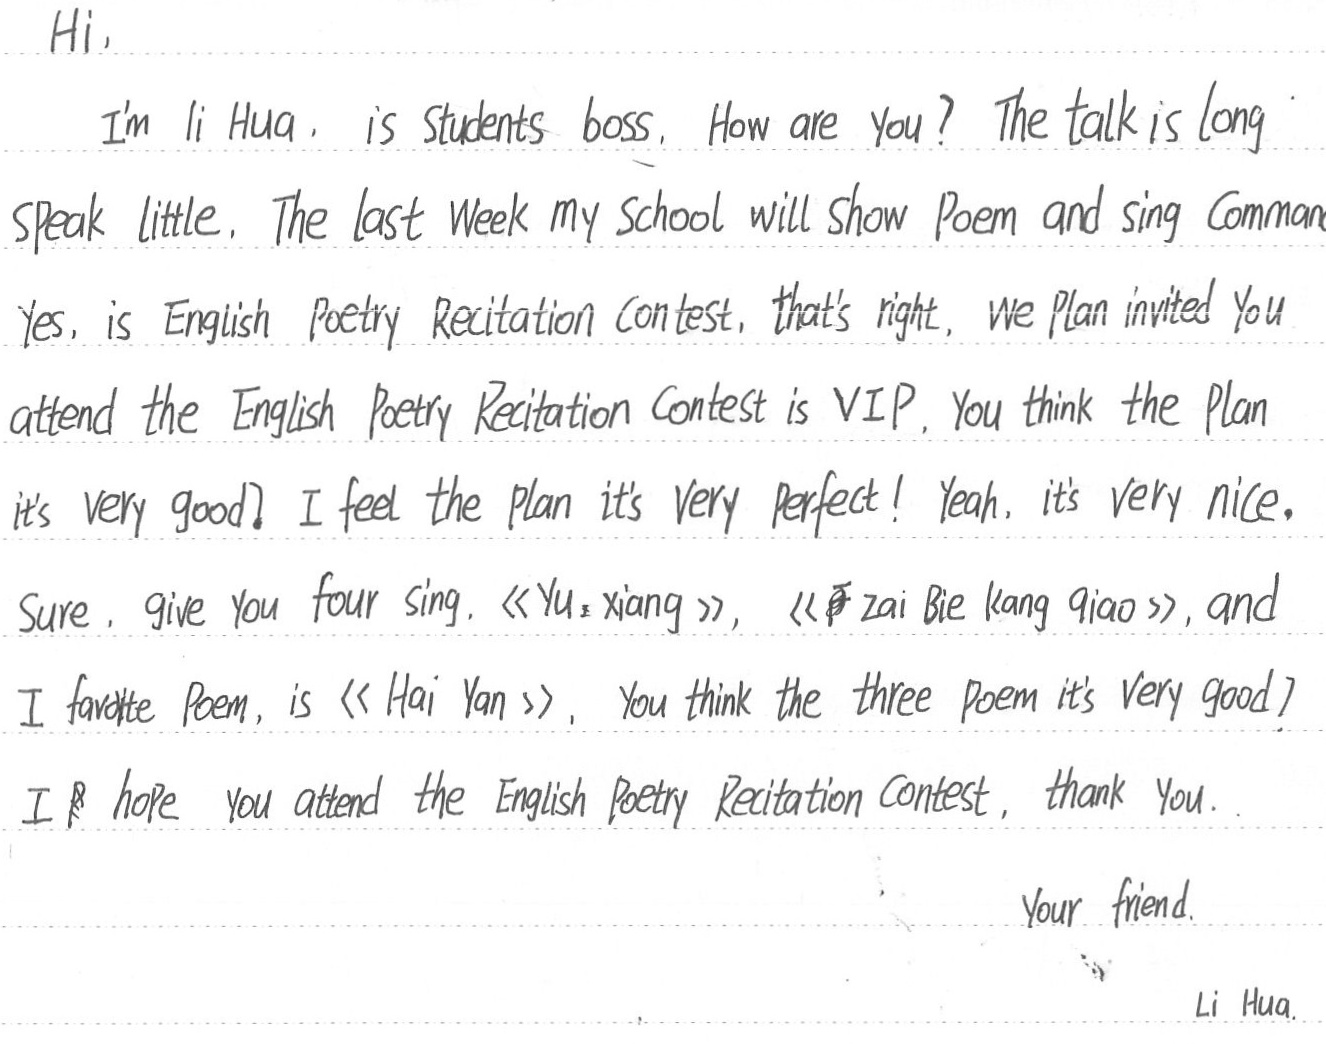 Hi,
I'm li Hua. is students boss. How are you? The talk is long
speak little. The last week my school will show poem and sing Comman
Yes, is English Poetry Recitation Contest, that's right, We plan invited you
attend the English Poetry Recitation Contest is VIP, You think the plan
it's very good? I feel the plan it's very perfect! Yeah, it's very nice.
Sure, give you four sing, 《Yu xiang》, 《zai Bie kang qiao》, and
I favorite poem, is 《Hai Yan》, You think the three poem it's very good?
I hope you attend the English Poetry Recitation Contest, thank you.
Your friend.
Li Hua.